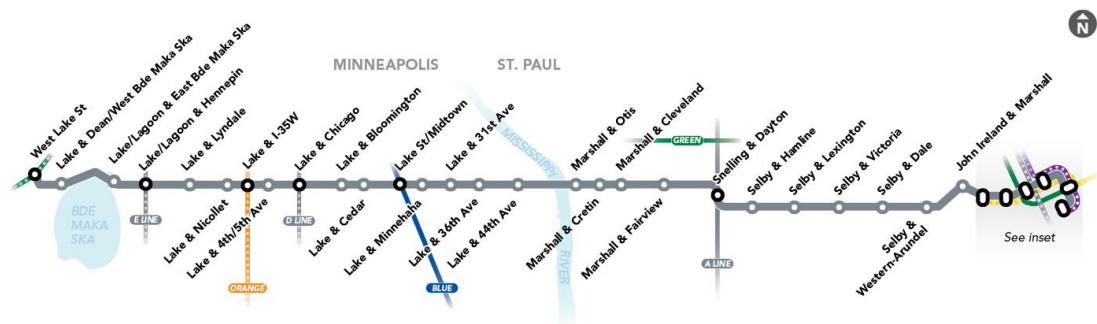 N
MINNEAPOLIS
ST. PAUL
West Lake St
Lake & Dean/West Bde Maka Ska
Lake/Lagoon & East Bde Maka Ska
Lake/Lagoon & Hennepin
Lake & Lyndale
Lake & Nicollet
Lake & I-35W
Lake & 4th/5th Ave
Lake & Chicago
Lake & Bloomington
Lake & Cedar
Lake St/Midtown
Lake & Minnehaha
Lake & 31st Ave
Lake & 36th Ave
Lake & 44th Ave
MISSISSIPPI
RIVER
Marshall & Otis
Marshall & Cretin
Marshall & Cleveland
Marshall & Fairview
GREEN
Snelling & Dayton
Selby & Hamline
Selby & Lexington
Selby & Victoria
Selby & Dale
Selby &
Western-Arundel
John Ireland & Marshall
See inset
BDE
MAKA
SKA
E LINE
D LINE
A LINE
ORANGE
BLUE